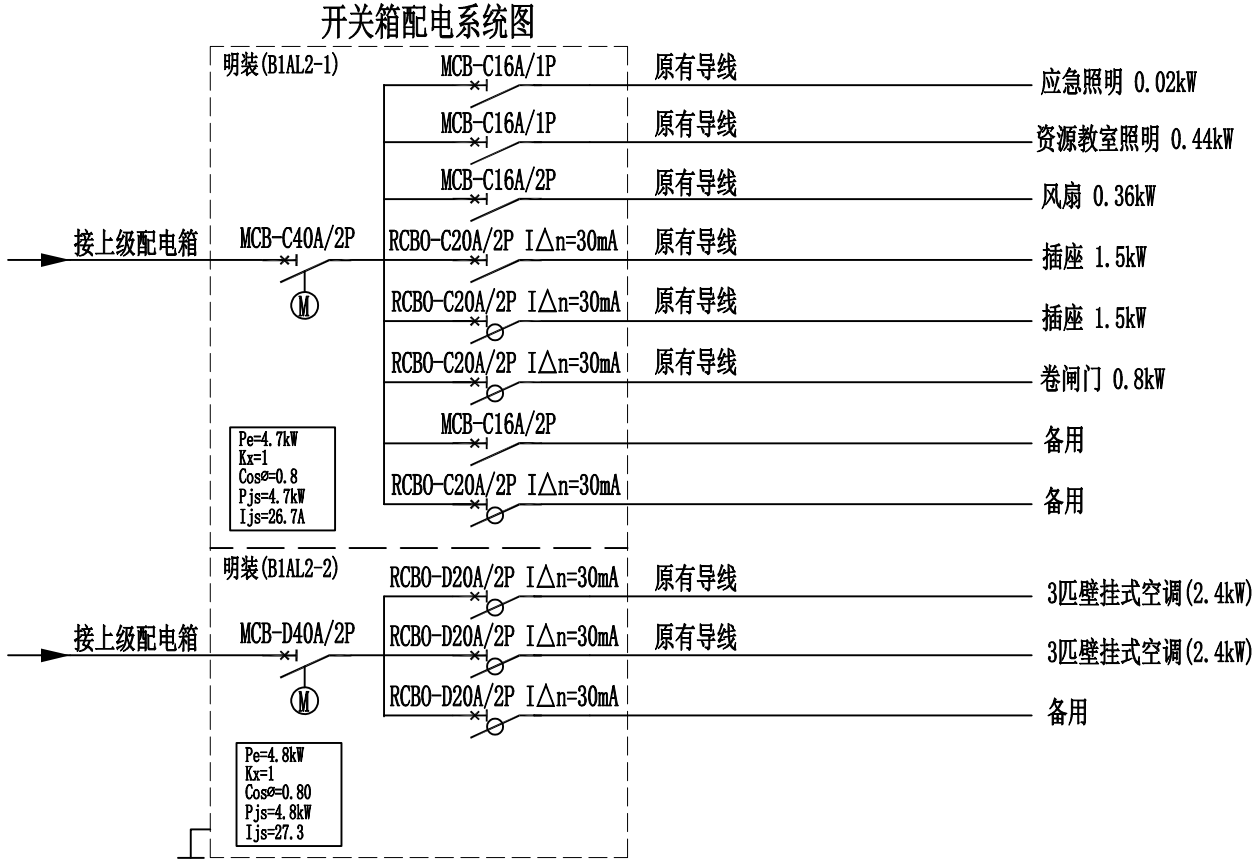 开关箱配电系统图
明装(B1AL2-1)
MCB-C16A/1P 原有导线 应急照明 0.02kW
MCB-C16A/1P 原有导线 资源教室照明 0.44kW
MCB-C16A/2P 原有导线 风扇 0.36kW
接上级配电箱 MCB-C40A/2P RCBO-C20A/2P I△n=30mA 原有导线 插座 1.5kW
M
RCBO-C20A/2P I△n=30mA 原有导线 插座 1.5kW
RCBO-C20A/2P I△n=30mA 原有导线 卷闸门 0.8kW
MCB-C16A/2P 备用
RCBO-C20A/2P I△n=30mA 备用
Pe=4.7kW
Kx=1
Cosø=0.8
Pjs=4.7kW
Ijs=26.7A
明装(B1AL2-2)
RCBO-D20A/2P I△n=30mA 原有导线 3匹壁挂式空调(2.4kW)
接上级配电箱 MCB-D40A/2P RCBO-D20A/2P I△n=30mA 原有导线 3匹壁挂式空调(2.4kW)
M
RCBO-D20A/2P I△n=30mA 备用
Pe=4.8kW
Kx=1
Cosø=0.80
Pjs=4.8kW
Ijs=27.3